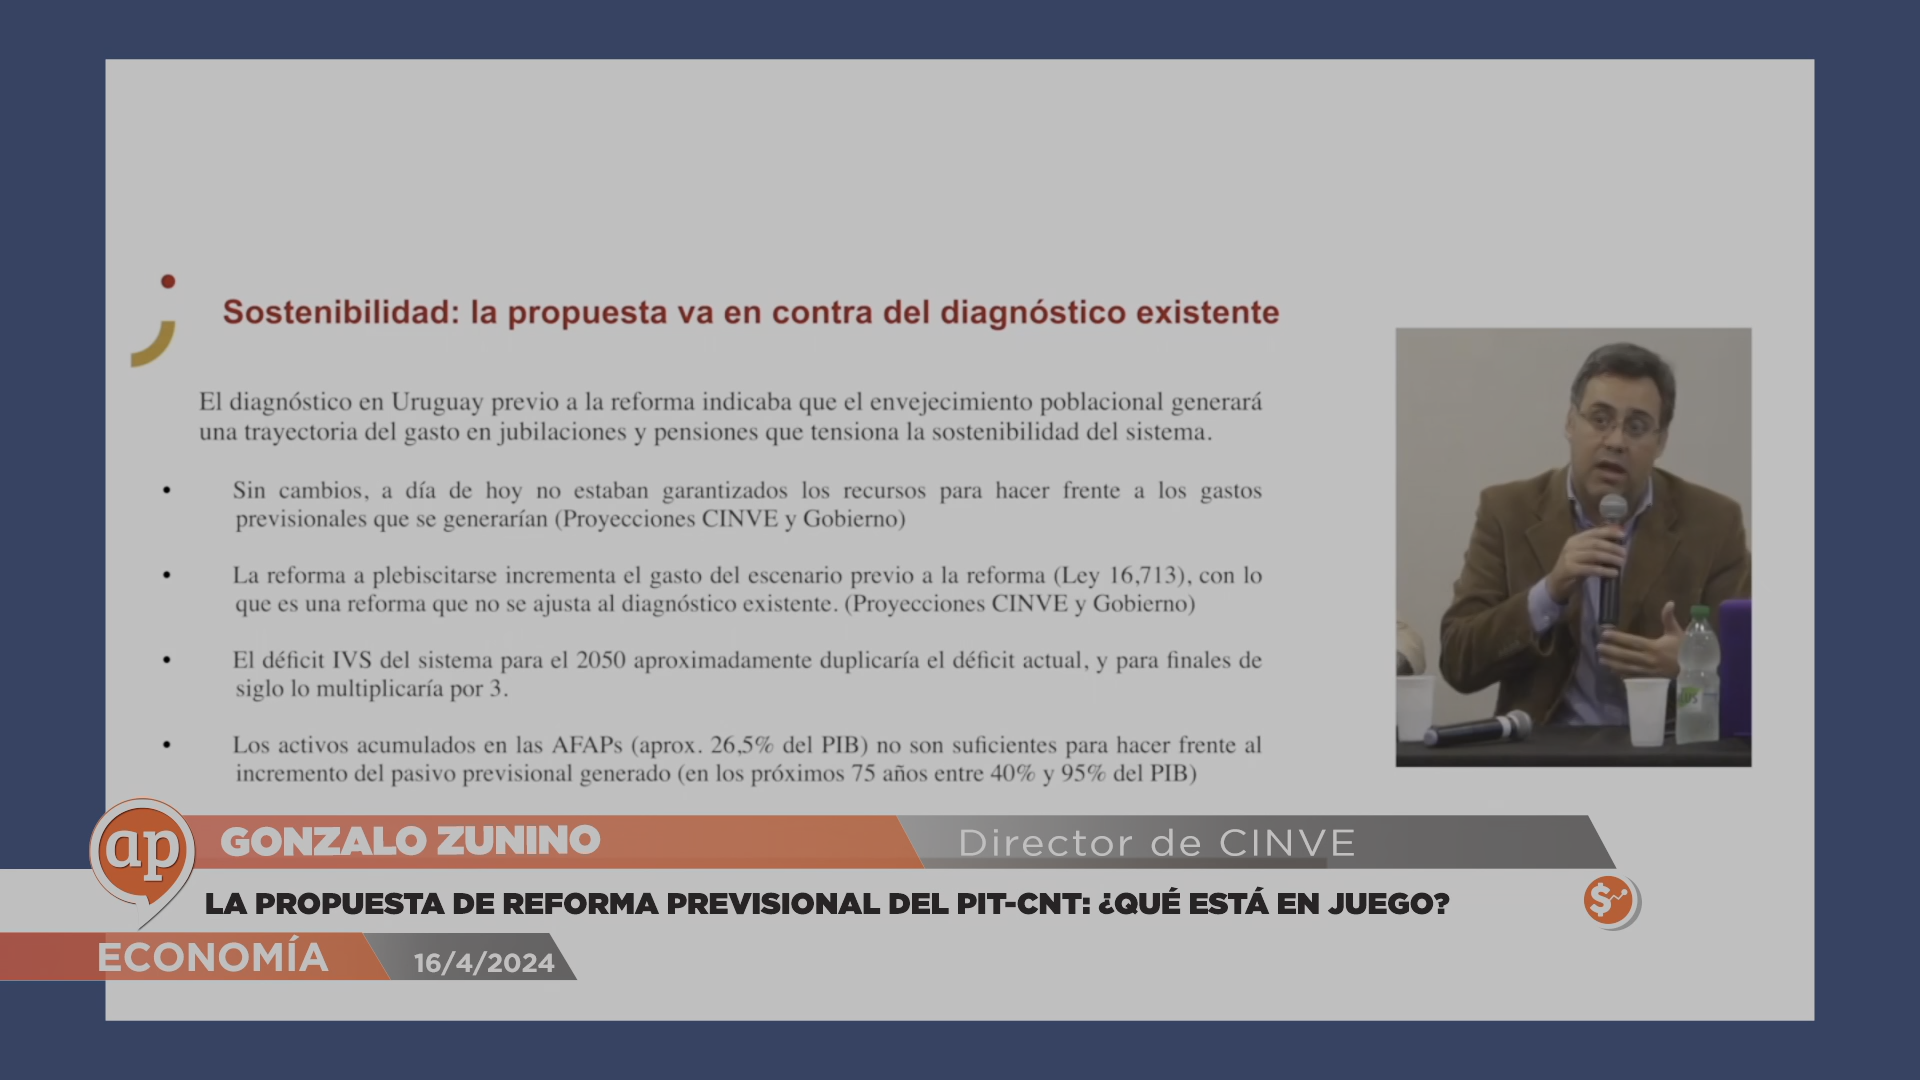 Sostenibilidad: la propuesta va en contra del diagnóstico existente
El diagnóstico en Uruguay previo a la reforma indicaba que el envejecimiento poblacional generará
una trayectoria del gasto en jubilaciones y pensiones que tensiona la sostenibilidad del sistema.
• Sin cambios, a día de hoy no estaban garantizados los recursos para hacer frente a los gastos
previsionales que se generarían (Proyecciones CINVE y Gobierno)
• La reforma a plebiscitarse incrementa el gasto del escenario previo a la reforma (Ley 16,713), con lo
que es una reforma que no se ajusta al diagnóstico existente. (Proyecciones CINVE y Gobierno)
• El déficit IVS del sistema para el 2050 aproximadamente duplicaría el déficit actual, y para finales de
siglo lo multiplicaría por 3.
• Los activos acumulados en las AFAPs (aprox. 26,5% del PIB) no son suficientes para hacer frente al
incremento del pasivo previsional generado (en los próximos 75 años entre 40% y 95% del PIB)
ap
GONZALO ZUNINO
Director de CINVE
LA PROPUESTA DE REFORMA PREVISIONAL DEL PIT-CNT: ¿QUÉ ESTÁ EN JUEGO?
$
ECONOMÍA
16/4/2024